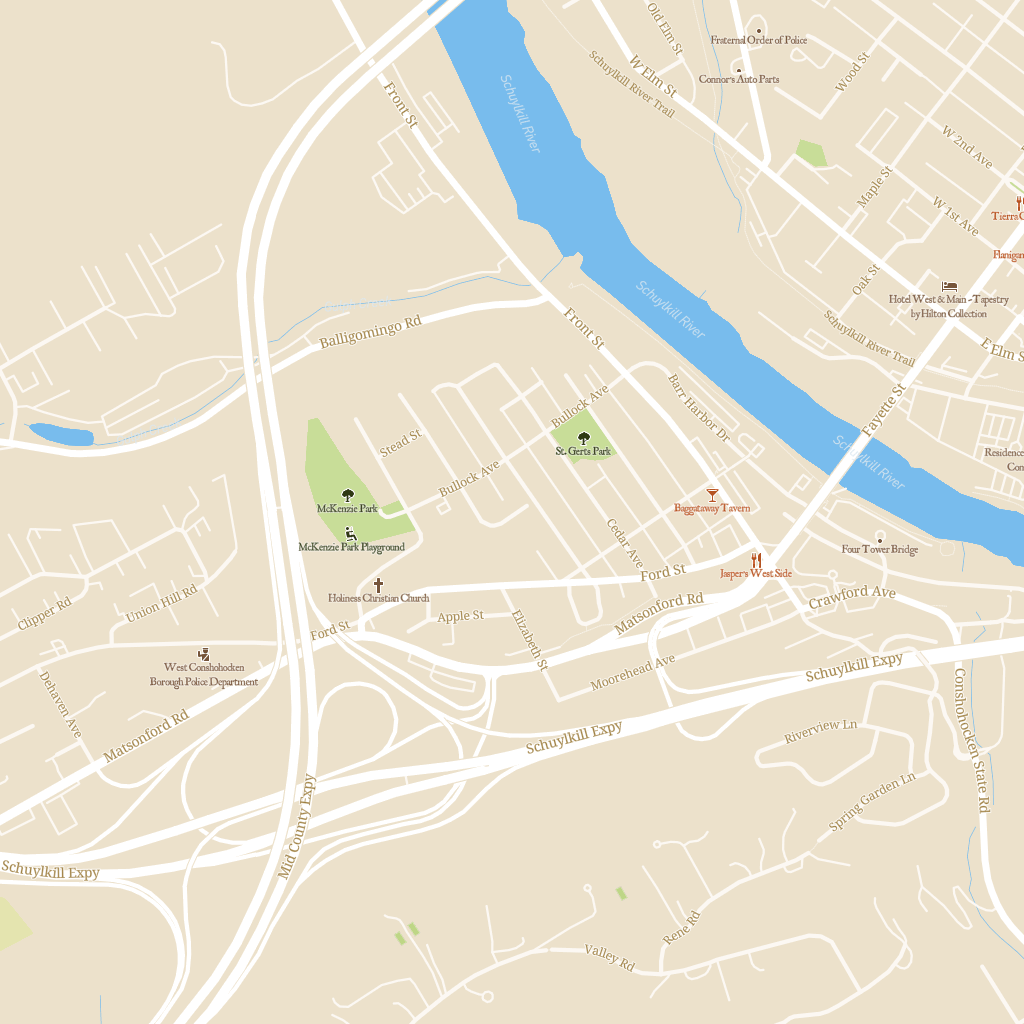 Old Elm St
Fraternal Order of Police
W Elm St
Connor's Auto Parts
Wood St
Schuylkill River Trail
Front St
Schuylkill River
W 2nd Ave
Maple St
W 1st Ave
Tierra C
Flanigan
Oak St
Hotel West & Main - Tapestry
by Hilton Collection
Schuylkill River
Balligomingo Rd
Front St
Schuylkill River Trail
E Elm S
Barr Harbor Dr
Fayette St
Bullock Ave
Stead St
St. Gerts Park
Schuylkill River
Residence
Con
Bullock Ave
McKenzie Park
Baggataway Tavern
McKenzie Park Playground
Cedar Ave
Four Tower Bridge
Jasper's West Side
Ford St
Holiness Christian Church
Clipper Rd
Union Hill Rd
Matsonford Rd
Crawford Ave
Apple St
Ford St
Elizabeth St
West Conshohocken
Borough Police Department
Moorehead Ave
Schuylkill Expy
Dehaven Ave
Matsonford Rd
Schuylkill Expy
Riverview Ln
Conshohocken State Rd
Spring Garden Ln
Mid County Expy
Schuylkill Expy
Rene Rd
Valley Rd